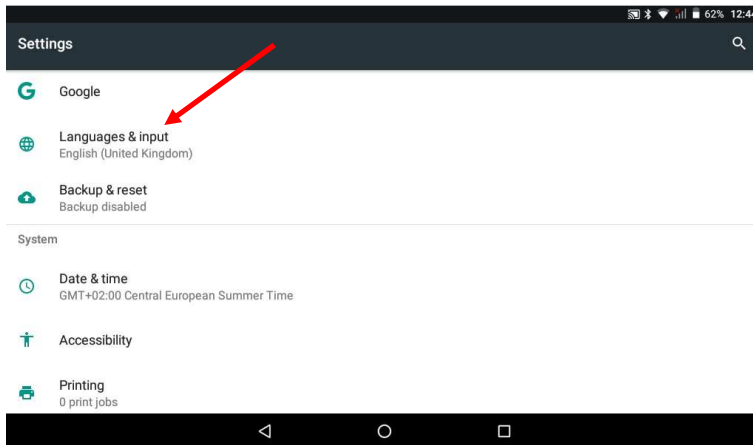 62% 12:44
Settings
Google
Languages & input
English (United Kingdom)
Backup & reset
Backup disabled
System
Date & time
GMT+02:00 Central European Summer Time
Accessibility
Printing
0 print jobs